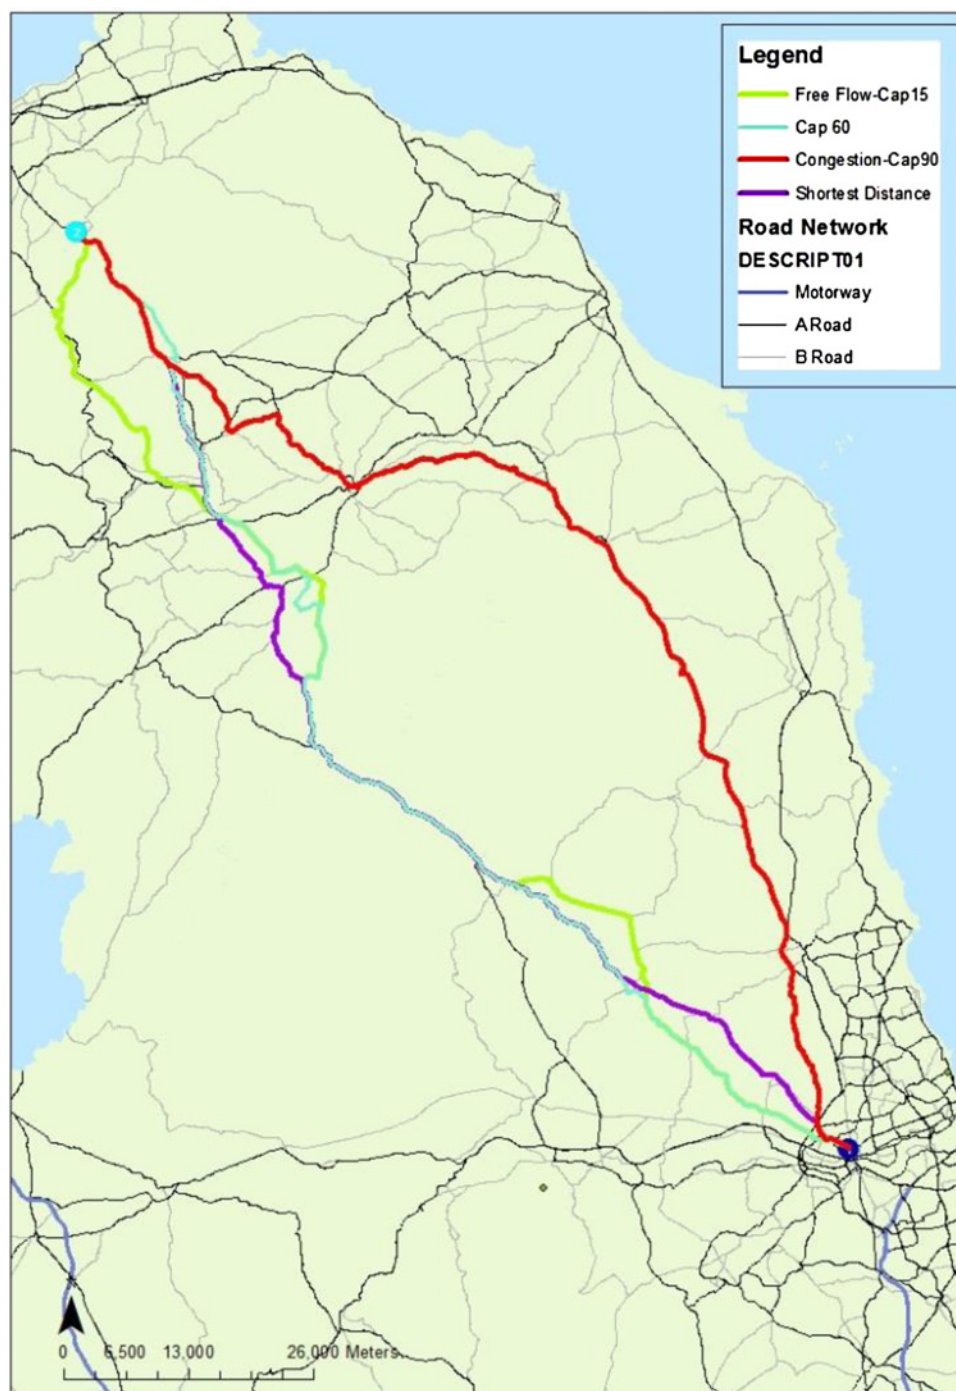 Legend
Free Flow-Cap15
Cap 60
Congestion-Cap90
Shortest Distance
Road Network
DESCRIPT01
Motorway
A Road
B Road
0 6,500 13,000 26,000 Meters